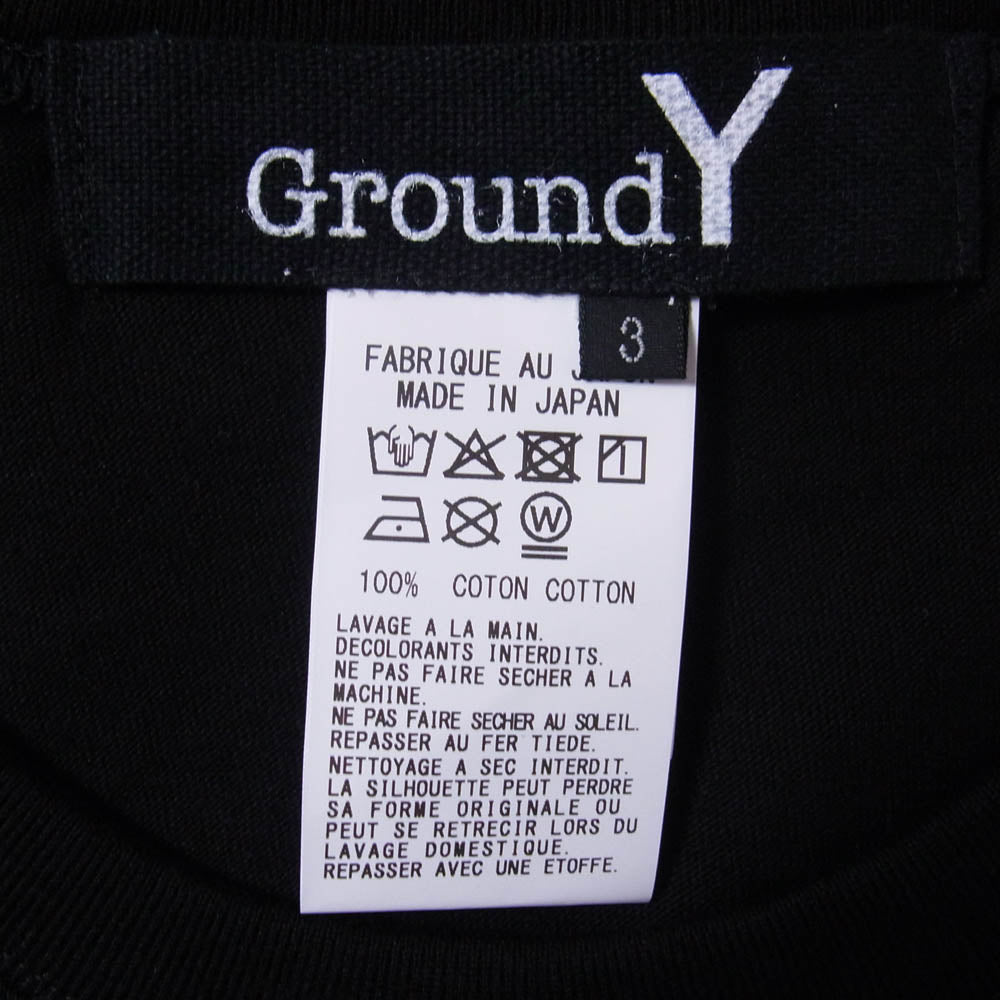 Ground Y
3
FABRIQUE AU
MADE IN JAPAN
W
100% COTON COTTON
LAVAGE A LA MAIN.
DECOLORANTS INTERDITS.
NE PAS FAIRE SECHER A LA
MACHINE.
NE PAS FAIRE SECHER AU SOLEIL.
REPASSER AU FER TIEDE.
NETTOYAGE A SEC INTERDIT.
LA SILHOUETTE PEUT PERDRE
SA FORME ORIGINALE OU
PEUT SE RETRECIR LORS DU
LAVAGE DOMESTIQUE.
REPASSER AVEC UNE ETOFFE.